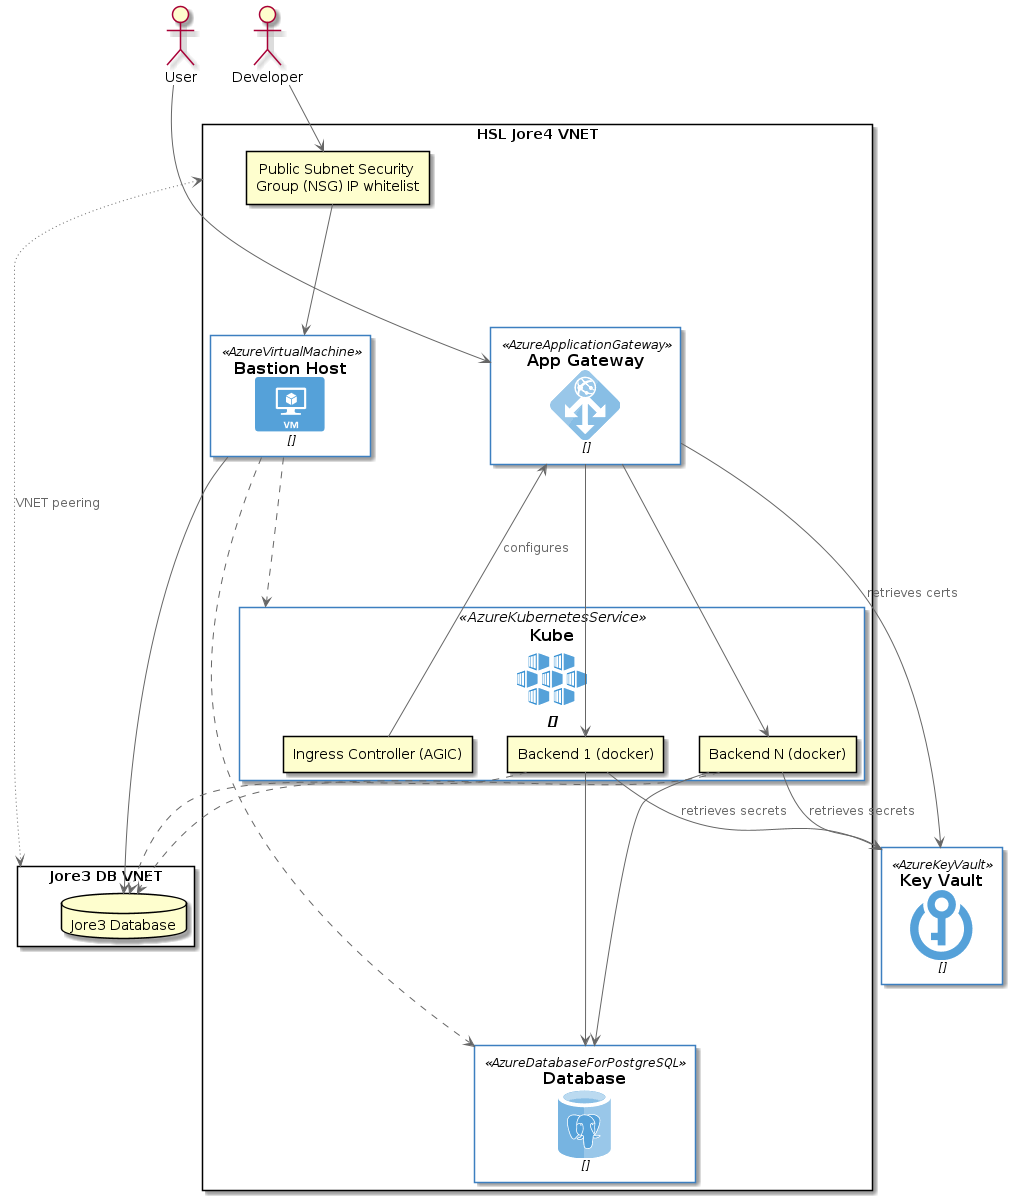 User
Developer
HSL Jore4 VNET
Public Subnet Security
Group (NSG) IP whitelist
«AzureVirtualMachine»
Bastion Host
VM
[]
«AzureApplicationGateway»
App Gateway
[]
VNET peering
configures
retrieves certs
«AzureKubernetesService»
Kube
[]
Ingress Controller (AGIC)
Backend 1 (docker)
Backend N (docker)
retrieves secrets
retrieves secrets
Jore3 DB VNET
Jore3 Database
«AzureKeyVault»
Key Vault
[]
«AzureDatabaseForPostgreSQL»
Database
[]